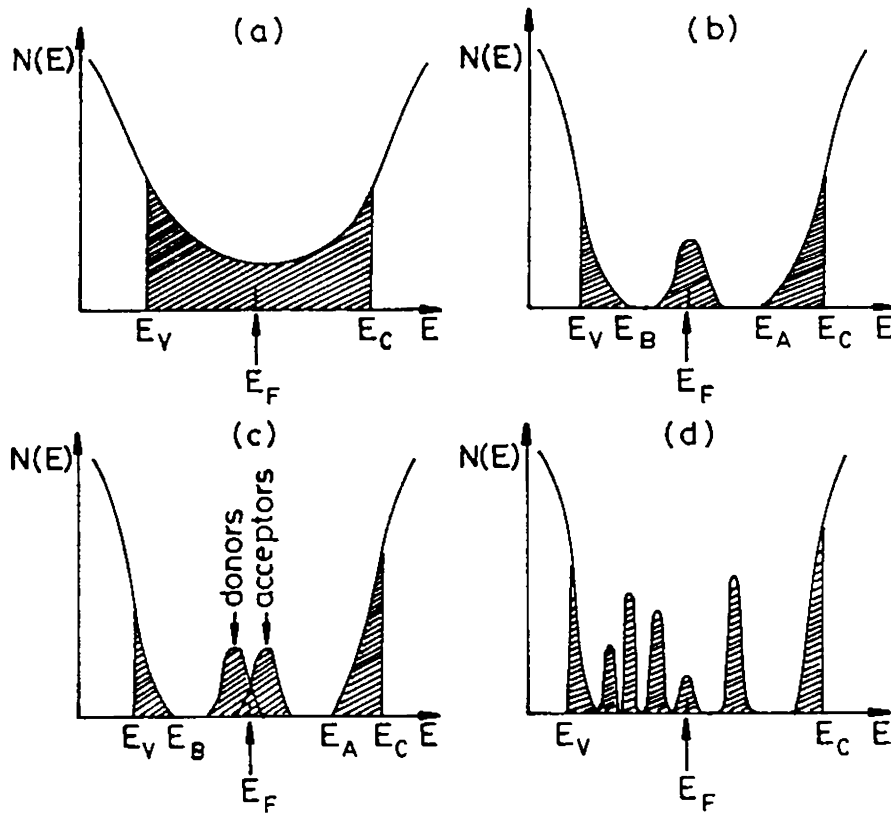 (a)
N(E)
E_V E_C E
E_F
(b)
N(E)
E_V E_B E_A E_C E
E_F
(c)
N(E)
donors
acceptors
E_V E_B E_A E_C E
E_F
(d)
N(E)
E_V E_C E
E_F